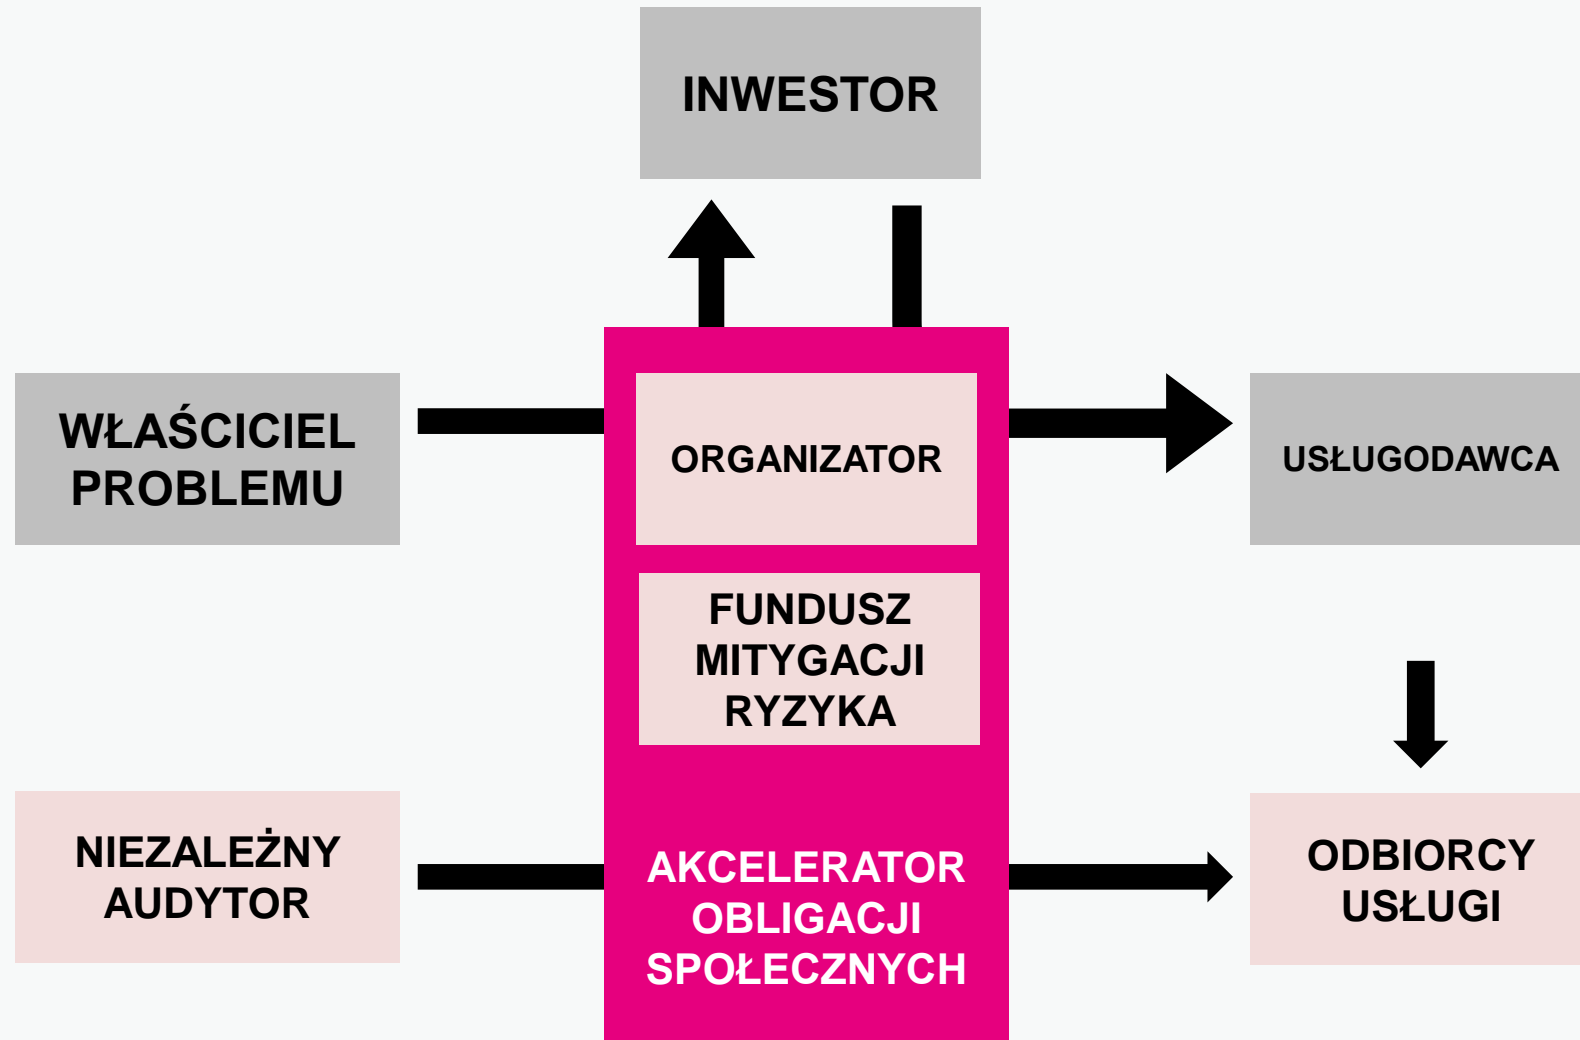 INWESTOR
WŁAŚCICIEL
PROBLEMU
ORGANIZATOR
USŁUGODAWCA
FUNDUSZ
MITYGACJI
RYZYKA
NIEZALEŻNY
AUDYTOR
AKCELERATOR
OBLIGACJI
SPOŁECZNYCH
ODBIORCY
USŁUGI